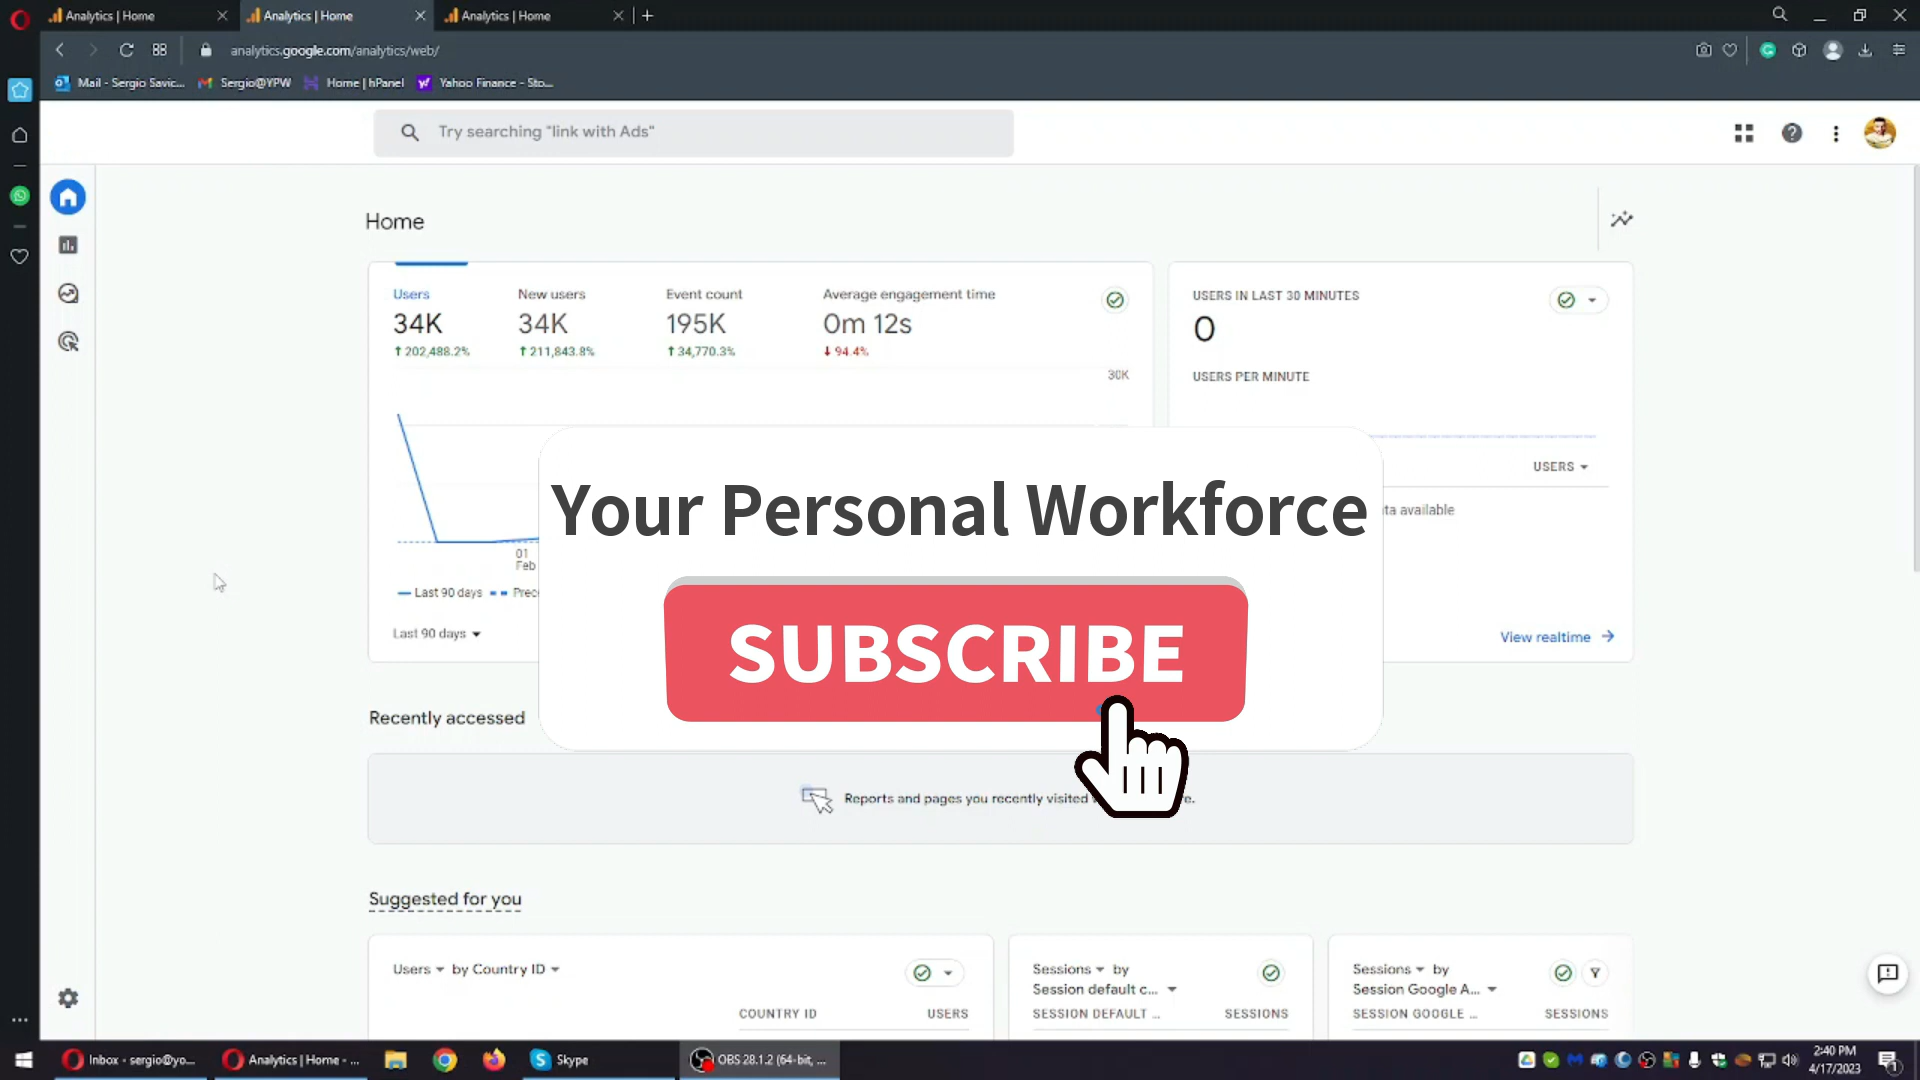 Analytics | Home
Analytics | Home
Analytics | Home
analytics.google.com/analytics/web/
Mail - Sergio Savic...
Sergio@YPW
Home | hPanel
Yahoo Finance - Sto...
Try searching "link with Ads"
Home
Users
New users
Event count
Average engagement time
34K
34K
195K
0m 12s
202,488.2%
211,843.8%
34,770.3%
94.4%
30K
USERS IN LAST 30 MINUTES
0
USERS PER MINUTE
USERS
ta available
View realtime
01
Feb
Last 90 days
Prec
Last 90 days
Your Personal Workforce
SUBSCRIBE
Recently accessed
Reports and pages you recently visited
e.
Suggested for you
Users by Country ID
COUNTRY ID
USERS
Sessions by
Session default c...
SESSION DEFAULT ...
SESSIONS
Sessions by
Session Google A...
SESSION GOOGLE ...
SESSIONS
Inbox - sergio@yo...
Analytics | Home - ...
Skype
OBS 28.1.2 (64-bit, ...
2:40 PM
4/17/2023
1